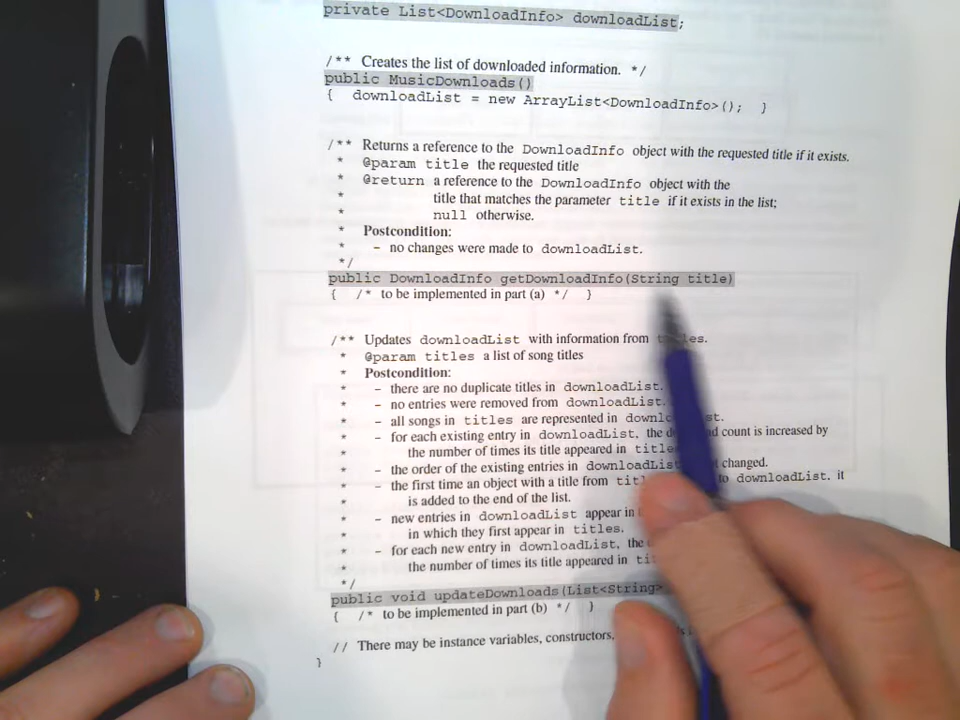 private List<DownloadInfo> downloadList;
/** Creates the list of downloaded information. */
public MusicDownloads()
{ downloadList = new ArrayList<DownloadInfo>(); }
/** Returns a reference to the DownloadInfo object with the requested title if it exists.
* @param title the requested title
* @return a reference to the DownloadInfo object with the
* title that matches the parameter title if it exists in the list;
* null otherwise.
* Postcondition:
* – no changes were made to downloadList.
*/
public DownloadInfo getDownloadInfo(String title)
{ /* to be implemented in part (a) */ }
/** Updates downloadList with information from titles.
* @param titles a list of song titles
* Postcondition:
* – there are no duplicate titles in downloadList.
* – no entries were removed from downloadList.
* – all songs in titles are represented in downloadList.
* – for each existing entry in downloadList, the count is increased by
* the number of times its title appeared in
* – the order of the existing entries in downloadList changed.
* – the first time an object with a title from to downloadList, it
* is added to the end of the list.
* – new entries in downloadList appear in
* in which they first appear in titles.
* – for each new entry in downloadList, the
* the number of times its title appeared in
*/
public void updateDownloads(List<String>
{ /* to be implemented in part (b) */ }
// There may be instance variables, constructors,
}